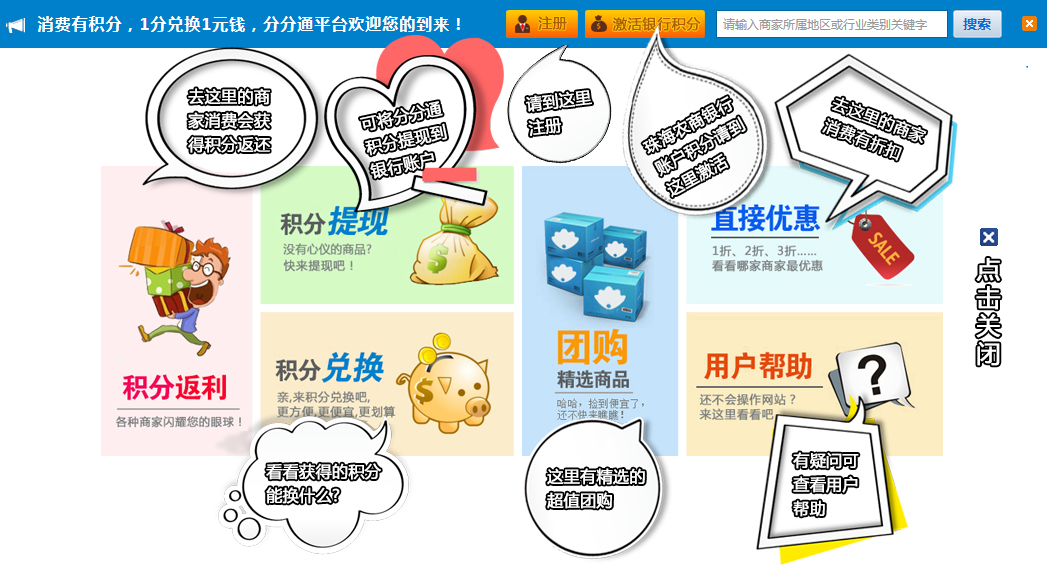 消费有积分，1分兑换1元钱，分分通平台欢迎您的到来！
注册
激活银行积分
请输入商家所属地区或行业类别关键字
搜索
去这里的商
家消费会获
得积分返还
可将分分通
积分提现到
银行账户
请到这里
注册
珠海农商银行
账户积分请到
这里激活
去这里的商家
消费有折扣
积分提现
没有心仪的商品?
快来提现吧！
直接优惠
1折、2折、3折......
看看哪家商家最优惠
SALE
点击关闭
积分返利
各种商家闪耀您的眼球！
积分兑换
亲,来积分兑换吧,
更方便,更便宜,更划算
团购
精选商品
哈哈，捡到便宜了，
还不快来瞧瞧！
用户帮助
还不会操作网站？
来这里看看吧
?
看看获得的积分
能换什么?
这里有精选的
超值团购
有疑问可
查看用户
帮助